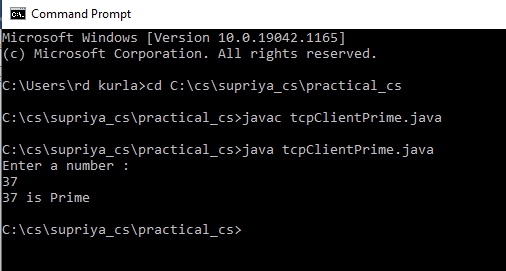 Command Prompt
Microsoft Windows [Version 10.0.19042.1165]
(c) Microsoft Corporation. All rights reserved.
C:\Users\rd kurla>cd C:\cs\supriya_cs\practical_cs
C:\cs\supriya_cs\practical_cs>javac tcpClientPrime.java
C:\cs\supriya_cs\practical_cs>java tcpClientPrime.java
Enter a number :
37
37 is Prime
C:\cs\supriya_cs\practical_cs>